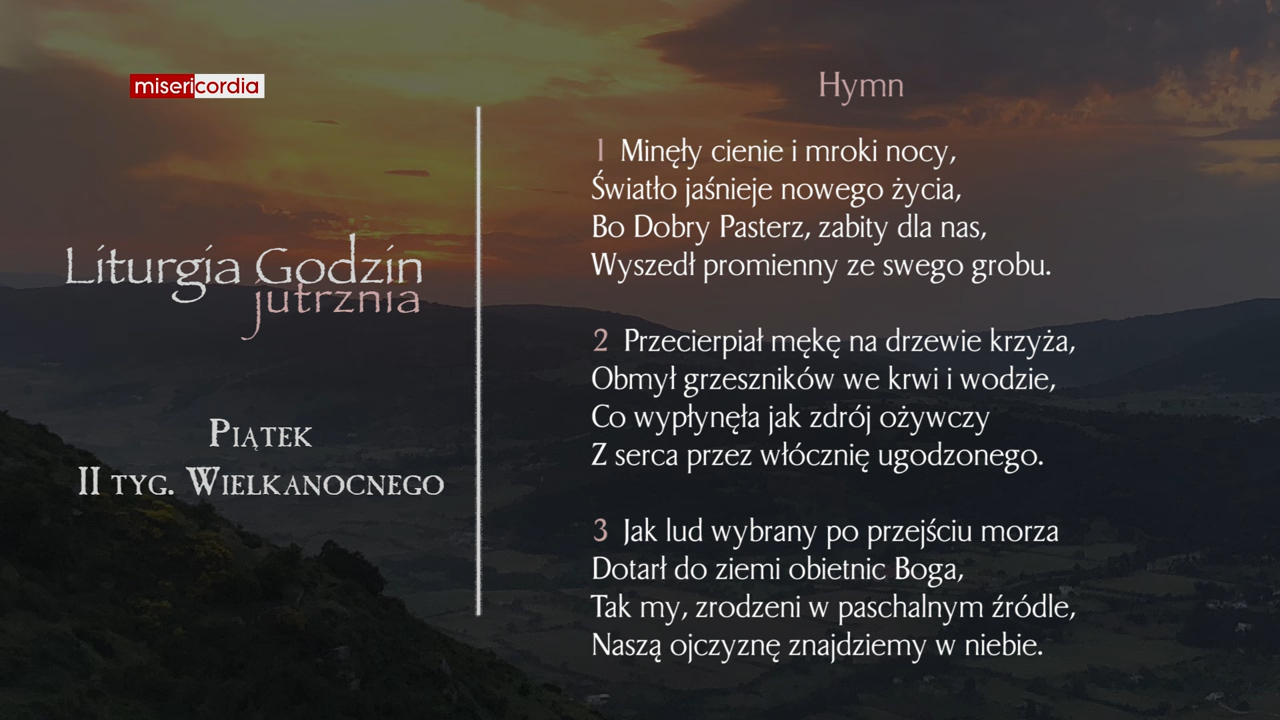 misericordia
Liturgia Godzin
jutrznia
Piątek
II tyg. Wielkanocnego
Hymn
1 Minęły cienie i mroki nocy,
Światło jaśnieje nowego życia,
Bo Dobry Pasterz, zabity dla nas,
Wyszedł promienny ze swego grobu.
2 Przecierpiał mękę na drzewie krzyża,
Obmył grzeszników we krwi i wodzie,
Co wypłynęła jak zdrój ożywczy
Z serca przez włócznię ugodzonego.
3 Jak lud wybrany po przejściu morza
Dotarł do ziemi obietnic Boga,
Tak my, zrodzeni w paschalnym źródle,
Naszą ojczyznę znajdziemy w niebie.